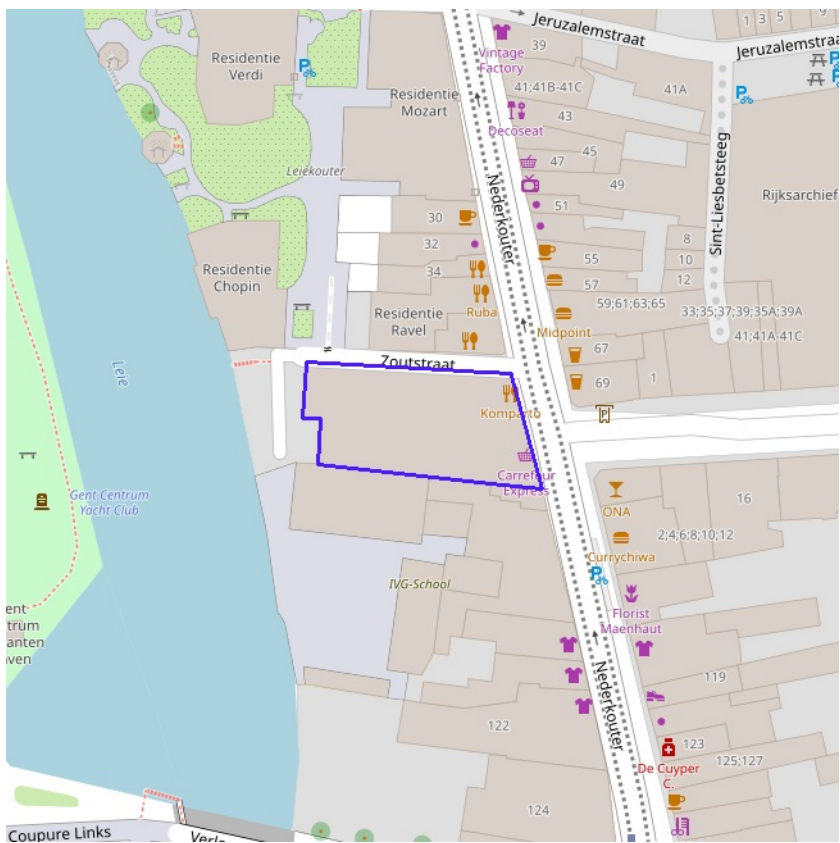 Jeruzalemstraat
1 3 5
9
Jeruzalemstraat
39
Vintage
Factory
Residentie
Verdi
41;41B-41C
41A
Residentie
Mozart
43
Decoseat
45
47
49
Leiekouter
Nederkouter
51
Sint-Liesbetsteeg
Rijksarchief
30
32
34
8
10
12
55
57
Residentie
Chopin
59;61;63;65
33;35;37;39;35A;39A
Residentie
Ravel
Ruba
Midpoint
41;41A-41C
67
Zoutstraat
Leie
69
1
Komparto
P
Carrefour
Express
Gent Centrum
Yacht Club
ONA
16
2;4;6;8;10;12
Currychiwa
IVG-School
Florist
Maenhaut
ent
trum
anten
aven
Nederkouter
119
122
123
125;127
De Cuyper
C.
124
Coupure Links
Verlo